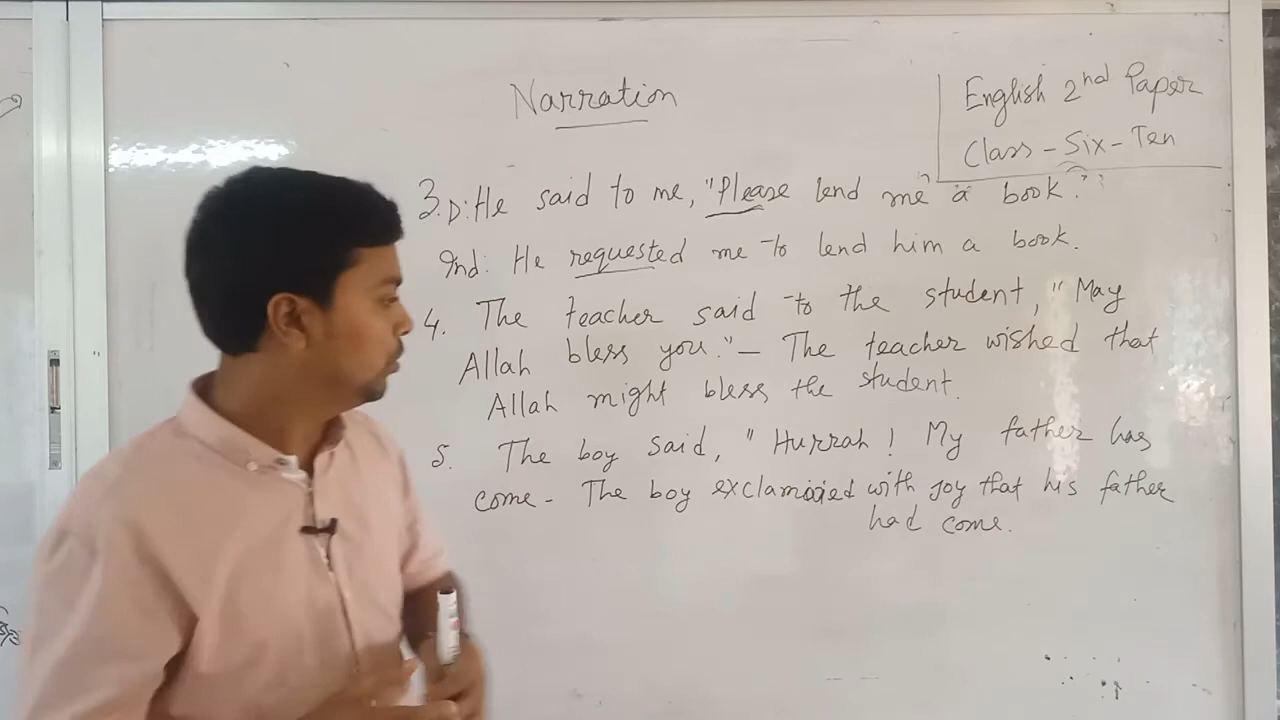 Narration
English 2nd Paper
Class - Six - Ten
3. D: He said to me, "Please lend me a book."
Ind: He requested me to lend him a book.
4. The teacher said to the student, "May
Allah bless you." - The teacher wished that
Allah might bless the student.
5. The boy said, "Hurrah! My father has
come - The boy exclamied with joy that his father
had come.